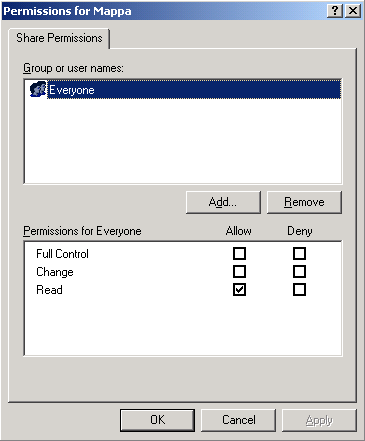 Permissions for Mappa
Share Permissions
Group or user names:
Everyone
Add... Remove
Permissions for Everyone Allow Deny
Full Control
Change
Read
OK Cancel Apply